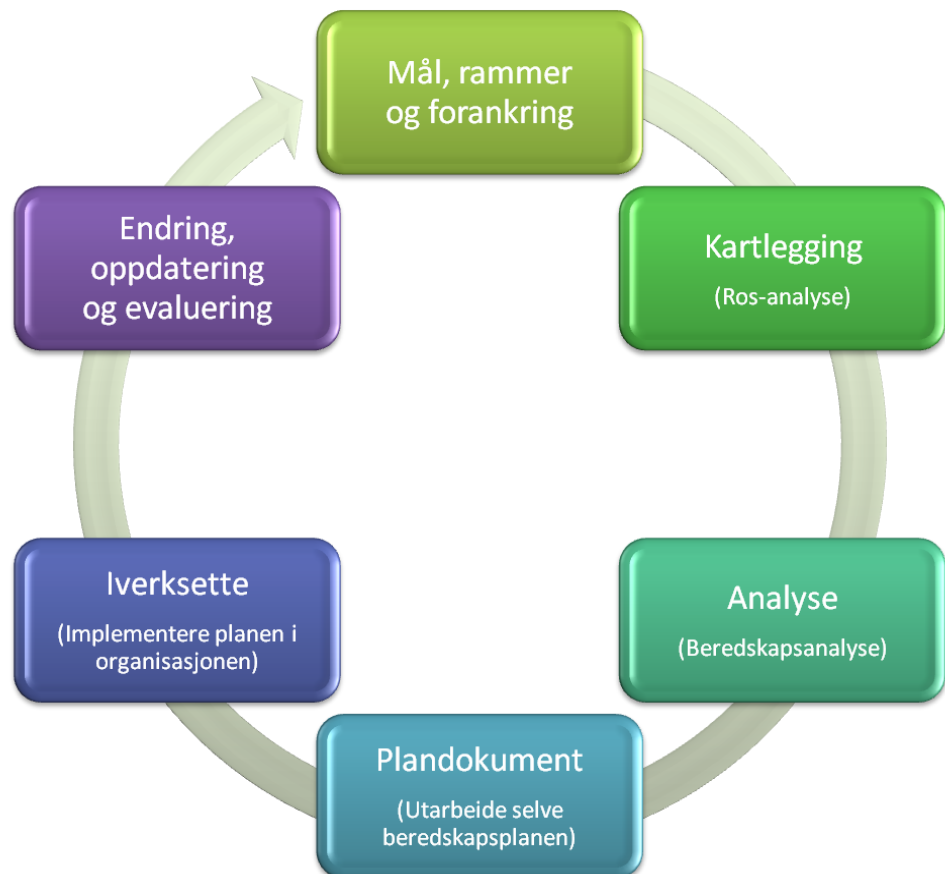 Mål, rammer
og forankring
Kartlegging
(Ros-analyse)
Analyse
(Beredskapsanalyse)
Plandokument
(Utarbeide selve
beredskapsplanen)
Iverksette
(Implementere planen i
organisasjonen)
Endring,
oppdatering
og evaluering